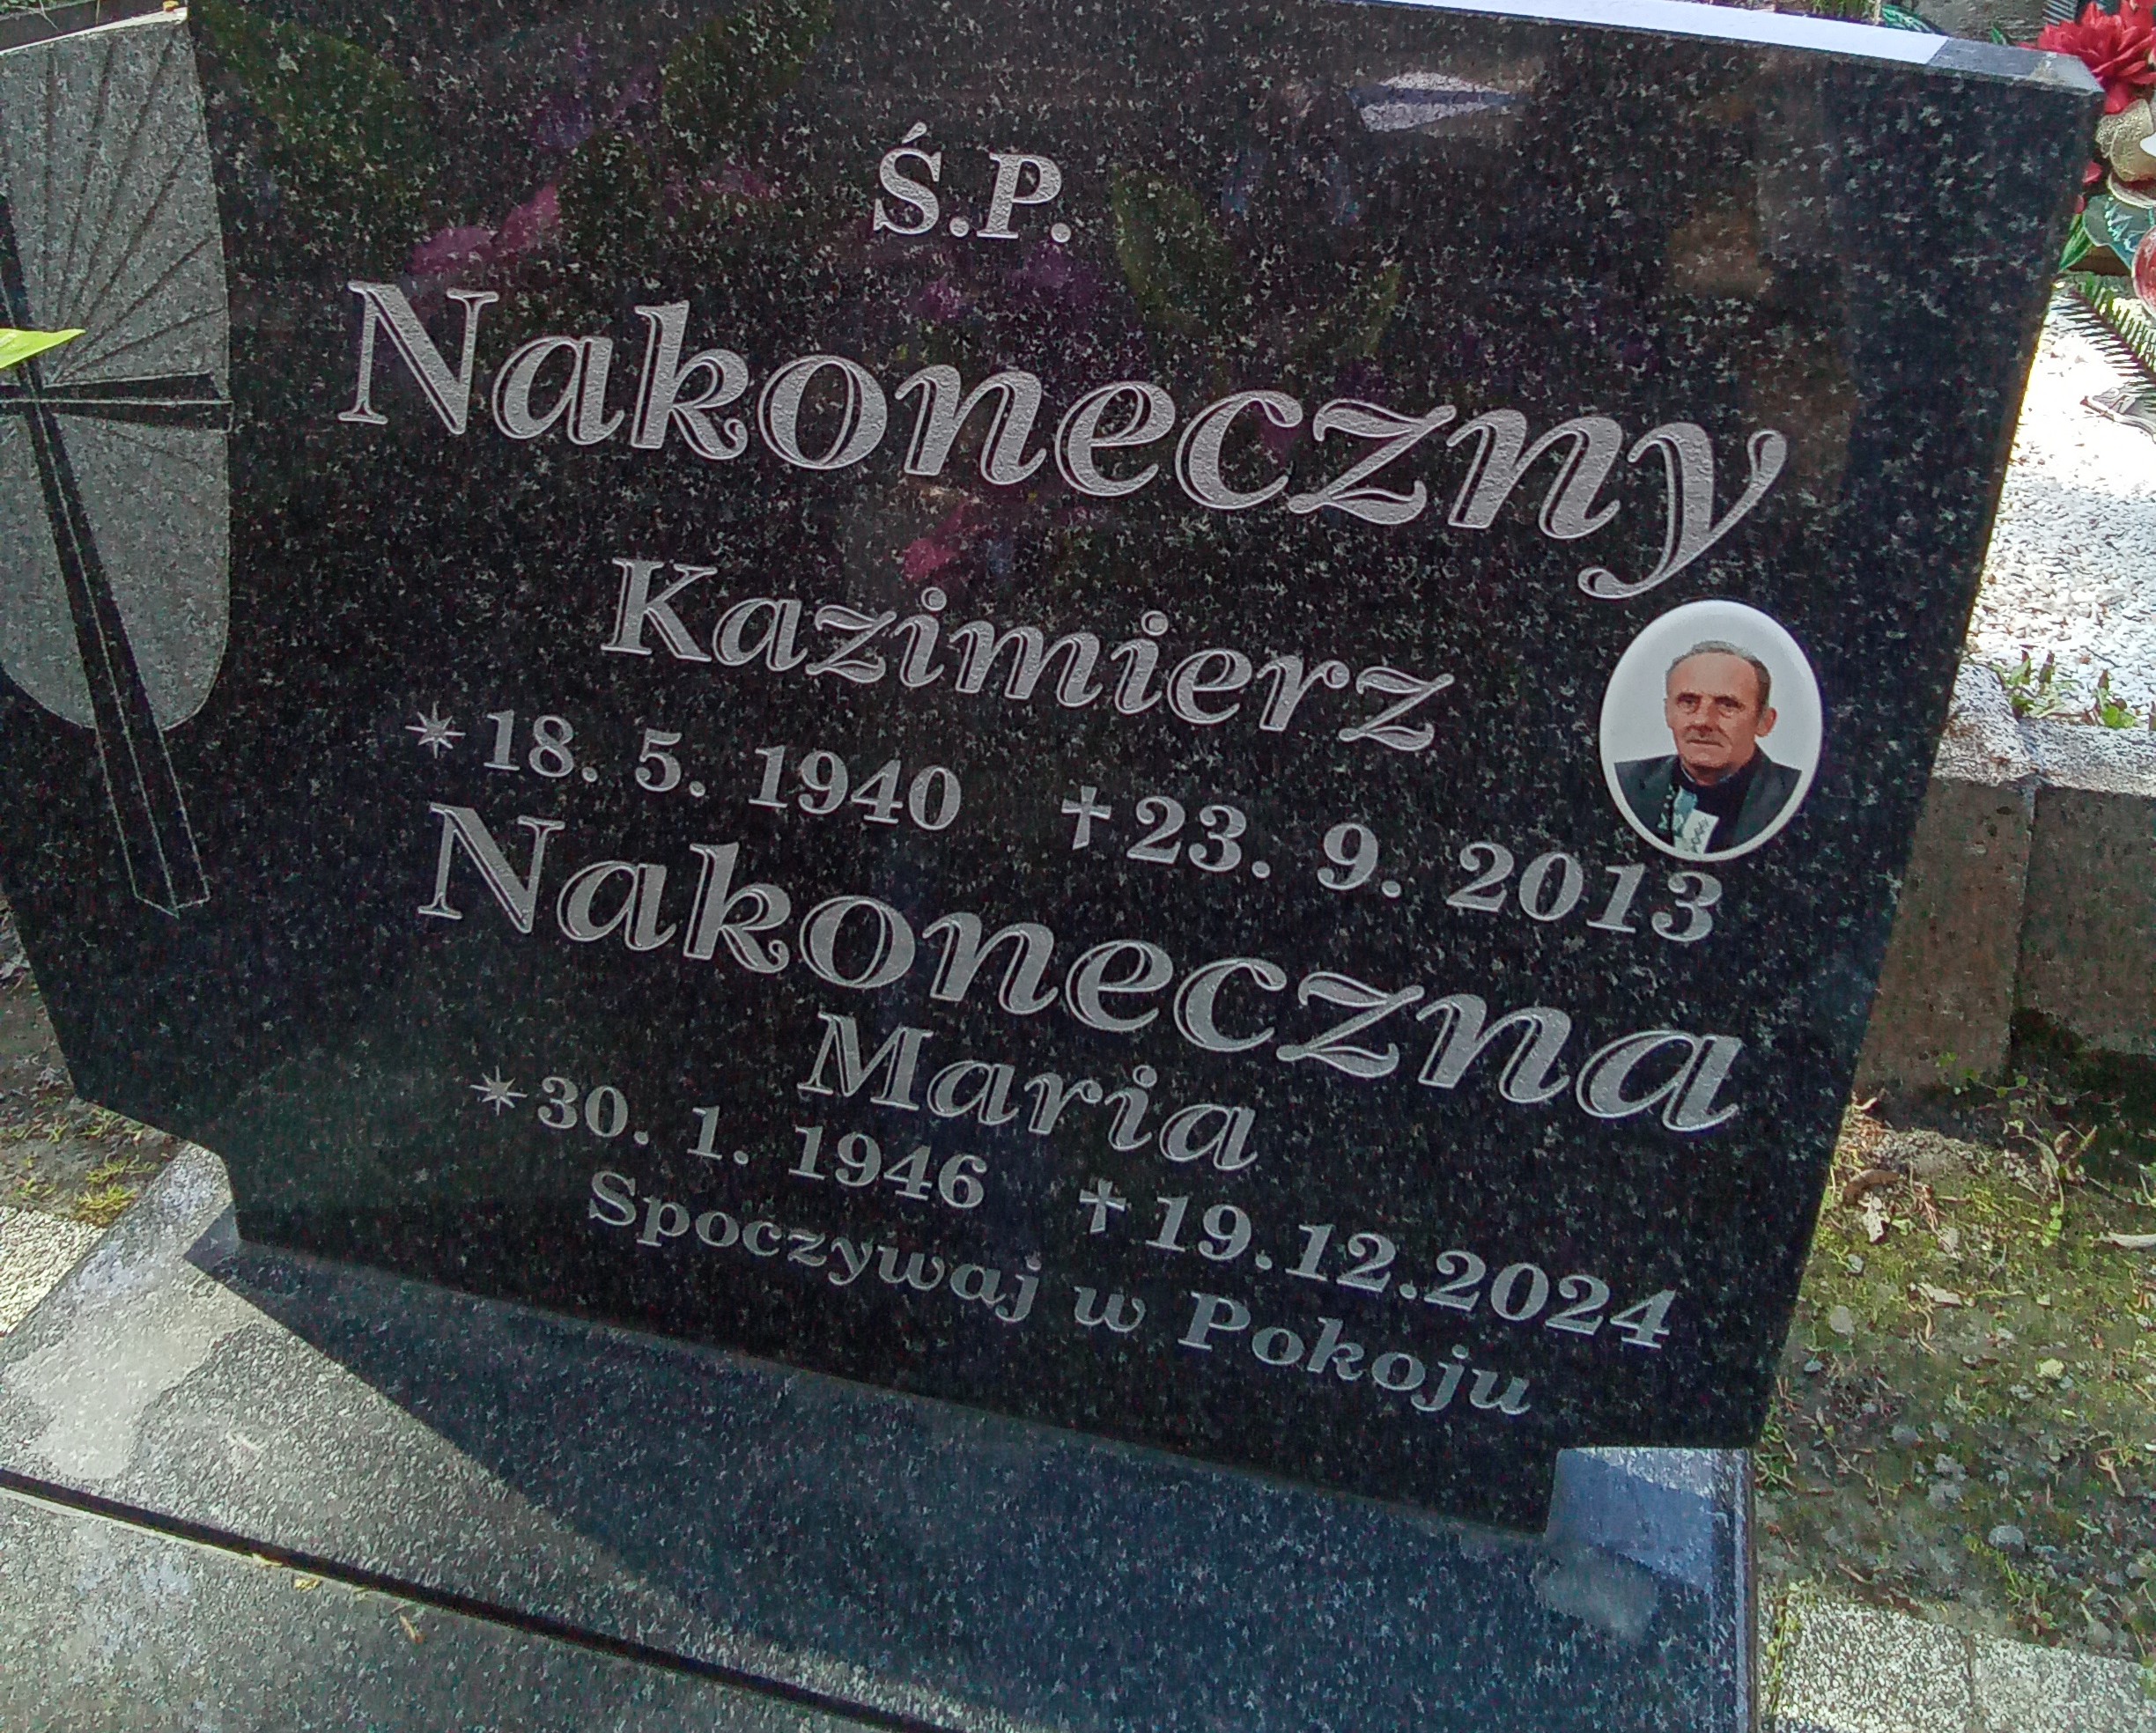 Ś.P.
Nakoneczny
Kazimierz
✴18. 5. 1940 ✝23. 9. 2013
Nakoneczna
Maria
✴30. 1. 1946 ✝19.12.2024
Spoczywaj w Pokoju